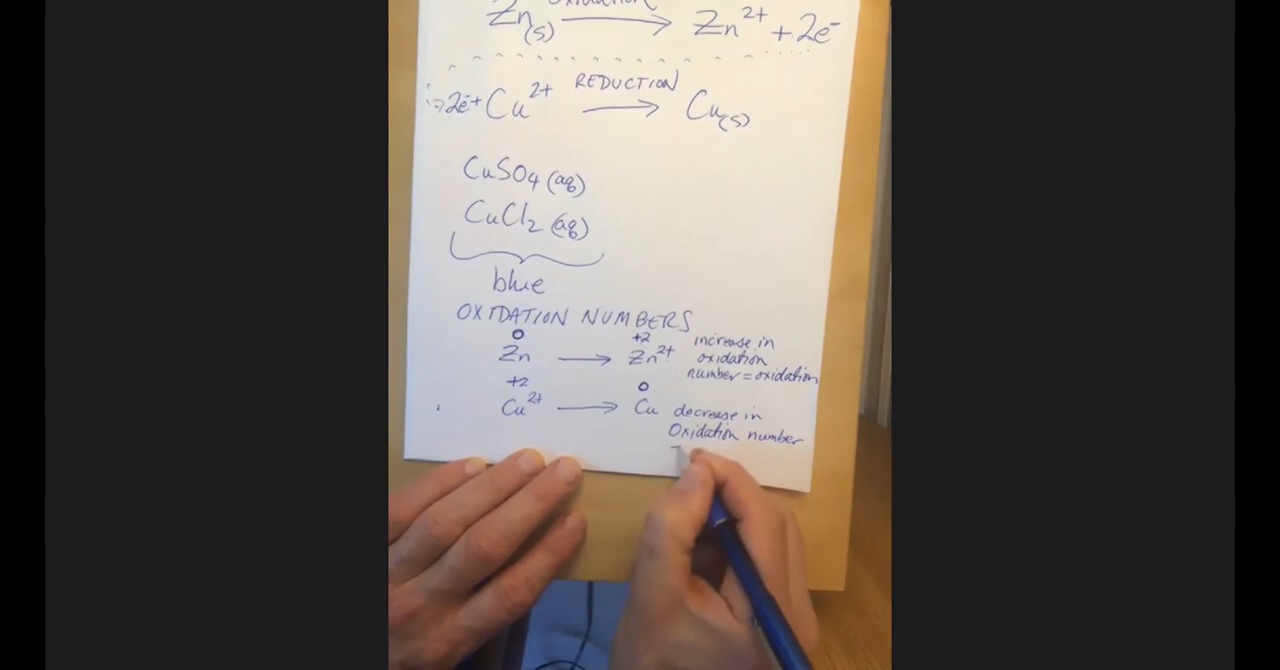 Zn(s) oxidation → Zn²⁺ + 2e⁻
2e⁻ + Cu²⁺ REDUCTION → Cu(s)
CuSO4 (aq)
CuCl2 (aq)
blue
OXIDATION NUMBERS
0 +2
Zn → Zn²⁺ increase in oxidation number = oxidation
+2 0
Cu²⁺ → Cu decrease in Oxidation number